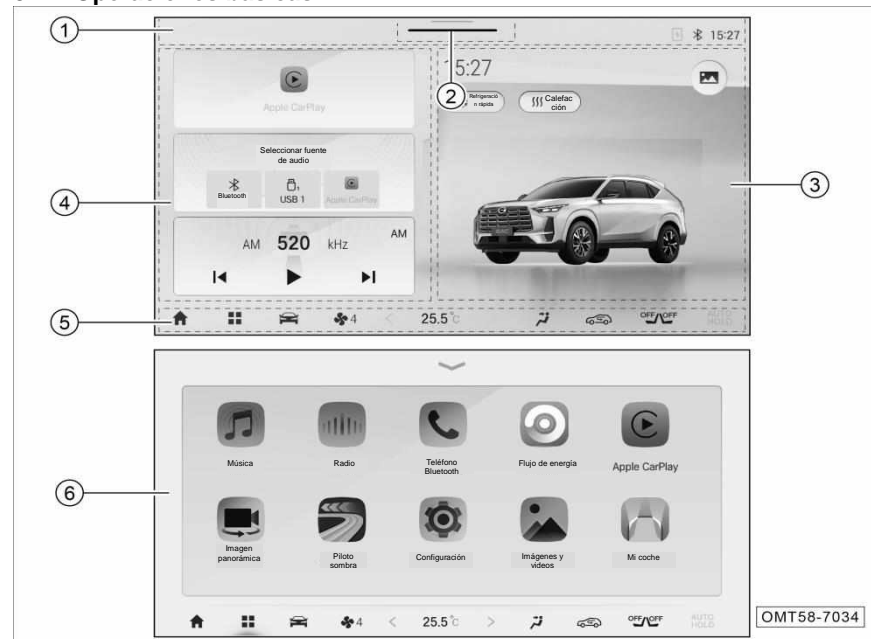 ①
②
15:27
5:27
Apple CarPlay
Refrigeració
n rápida
Calefac
ción
Seleccionar fuente
de audio
③
④
Bluetooth
USB 1
Apple CarPlay
AM
520
kHz
AM
⑤
4
25.5°C
OFF OFF
AUTO
HOLD
Música
Radio
Teléfono
Bluetooth
Flujo de energía
Apple CarPlay
⑥
Imagen
panorámica
Piloto
sombra
Configuración
Imágenes y
videos
Mi coche
4
25.5°C
OFF OFF
AUTO
HOLD
OMT58-7034